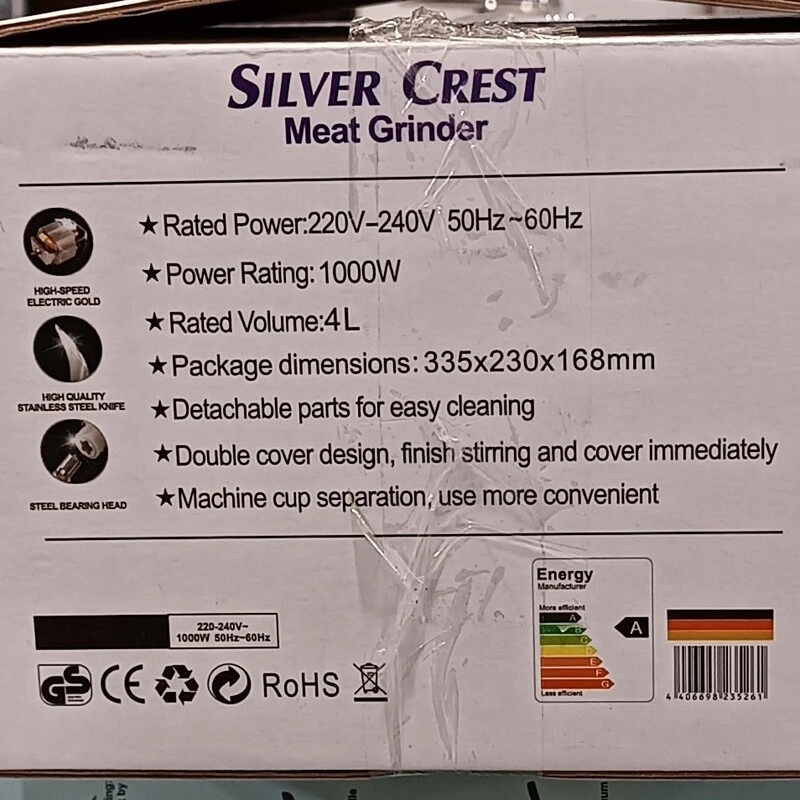 SILVER CREST
Meat Grinder
★Rated Power:220V–240V 50Hz~60Hz
★Power Rating: 1000W
★Rated Volume:4L
★Package dimensions: 335x230x168mm
★Detachable parts for easy cleaning
★Double cover design, finish stirring and cover immediately
★Machine cup separation, use more convenient
HIGH-SPEED
ELECTRIC GOLD
HIGH QUALITY
STAINLESS STEEL KNIFE
STEEL BEARING HEAD
220-240V~
1000W 50Hz~60Hz
GS CE RoHS
Energy
Manufacturer
More efficient
A
B
C
D
E
F
G
Less efficient
A
4 406698 235261